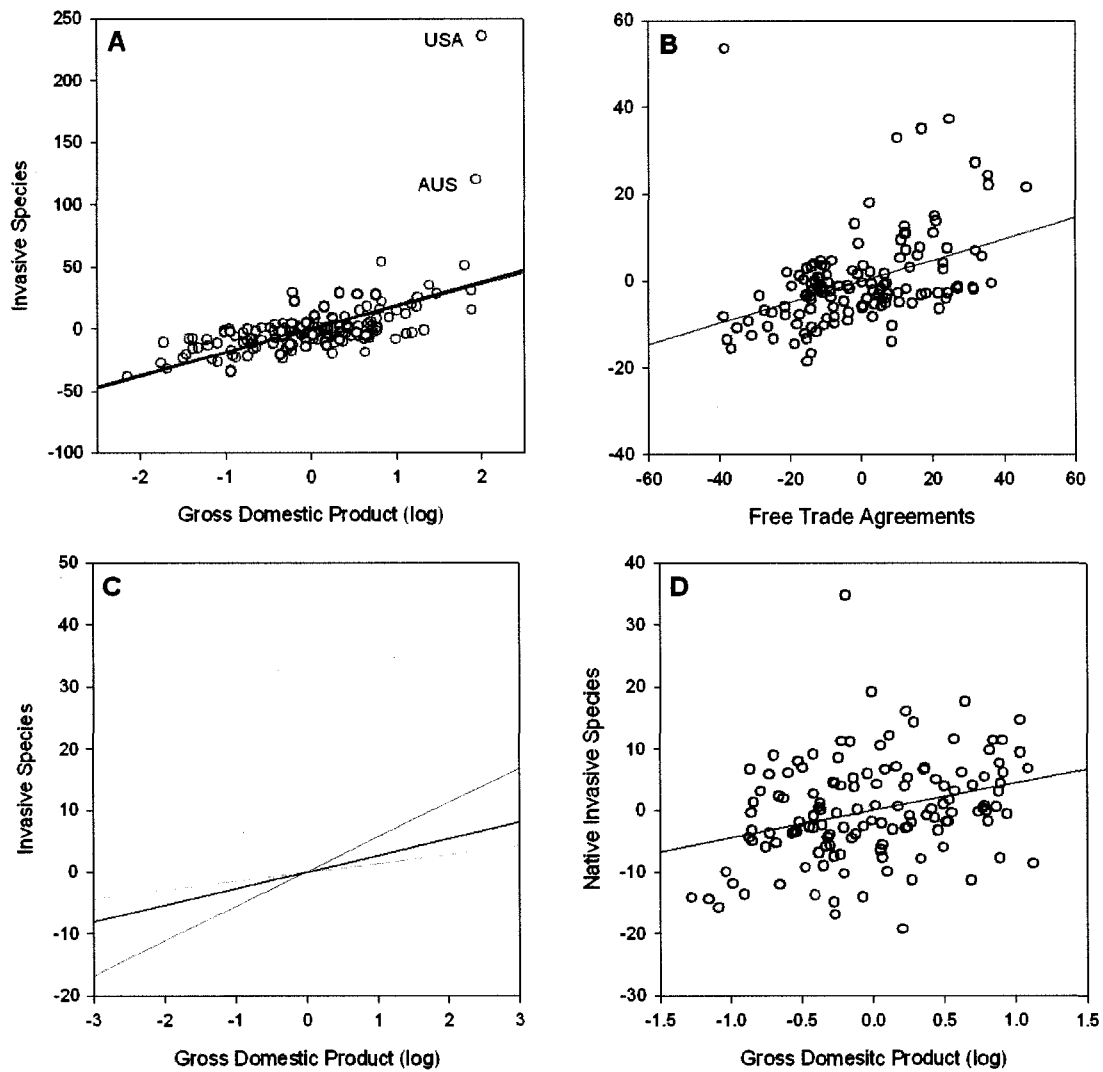 A
USA
AUS
250
200
150
100
50
0
-50
-100
Invasive Species
-2 -1 0 1 2
Gross Domestic Product (log)
B
60
40
20
0
-20
-40
-60 -40 -20 0 20 40 60
Free Trade Agreements
C
50
40
30
20
10
0
-10
-20
Invasive Species
-3 -2 -1 0 1 2 3
Gross Domestic Product (log)
D
40
30
20
10
0
-10
-20
-30
Native Invasive Species
-1.5 -1.0 -0.5 0.0 0.5 1.0 1.5
Gross Domesitc Product (log)